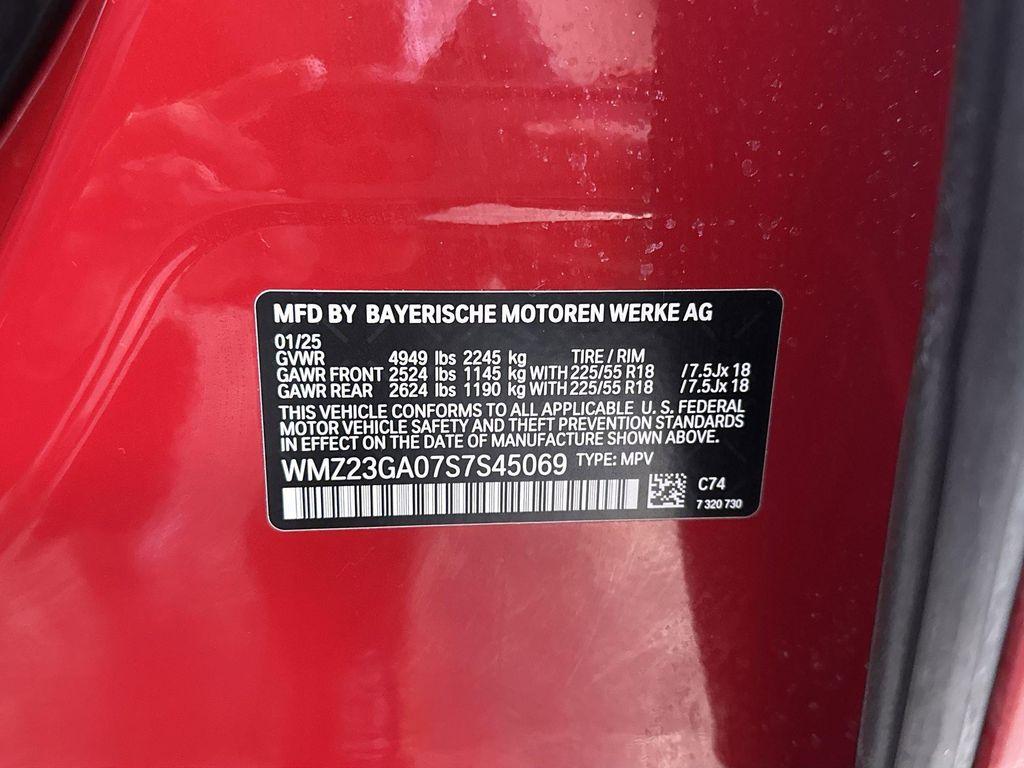 MFD BY BAYERISCHE MOTOREN WERKE AG
01/25
GVWR 4949 lbs 2245 kg TIRE / RIM
GAWR FRONT 2524 lbs 1145 kg WITH 225/55 R18 /7.5Jx 18
GAWR REAR 2624 lbs 1190 kg WITH 225/55 R18 /7.5Jx 18
THIS VEHICLE CONFORMS TO ALL APPLICABLE U. S. FEDERAL
MOTOR VEHICLE SAFETY AND THEFT PREVENTION STANDARDS
IN EFFECT ON THE DATE OF MANUFACTURE SHOWN ABOVE.
WMZ23GA07S7S45069 TYPE: MPV
C74
7 320 730